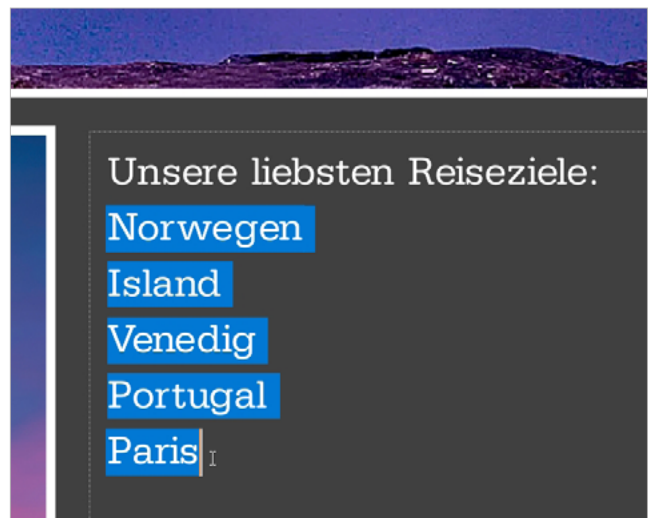 Unsere liebsten Reiseziele:
Norwegen
Island
Venedig
Portugal
Paris